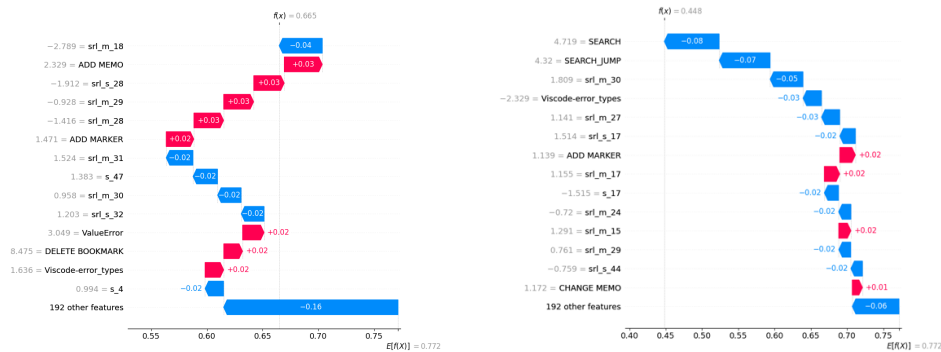 f(x) = 0.665
−2.789 = srl_m_18
−0.04
2.329 = ADD MEMO
+0.03
−1.912 = srl_s_28
+0.03
−0.928 = srl_m_29
+0.03
−1.416 = srl_m_28
+0.02
1.471 = ADD MARKER
+0.02
1.524 = srl_m_31
−0.02
1.383 = s_47
−0.02
0.958 = srl_m_30
−0.02
1.203 = srl_s_32
−0.02
3.049 = ValueError
+0.02
8.475 = DELETE BOOKMARK
+0.02
1.636 = Viscode-error_types
+0.02
0.994 = s_4
−0.02
192 other features
−0.16
0.55 0.60 0.65 0.70 0.75
E[f(X)] = 0.772
f(x) = 0.448
4.719 = SEARCH
−0.08
4.32 = SEARCH_JUMP
−0.07
1.809 = srl_m_30
−0.05
−2.329 = Viscode-error_types
−0.03
1.141 = srl_m_27
−0.03
1.514 = srl_s_17
−0.02
1.139 = ADD MARKER
+0.02
1.155 = srl_m_17
+0.02
−1.515 = s_17
−0.02
−0.72 = srl_m_24
−0.02
1.291 = srl_m_15
+0.02
0.761 = srl_m_29
−0.02
−0.759 = srl_s_44
−0.02
1.172 = CHANGE MEMO
+0.01
192 other features
−0.06
0.40 0.45 0.50 0.55 0.60 0.65 0.70 0.75
E[f(X)] = 0.772